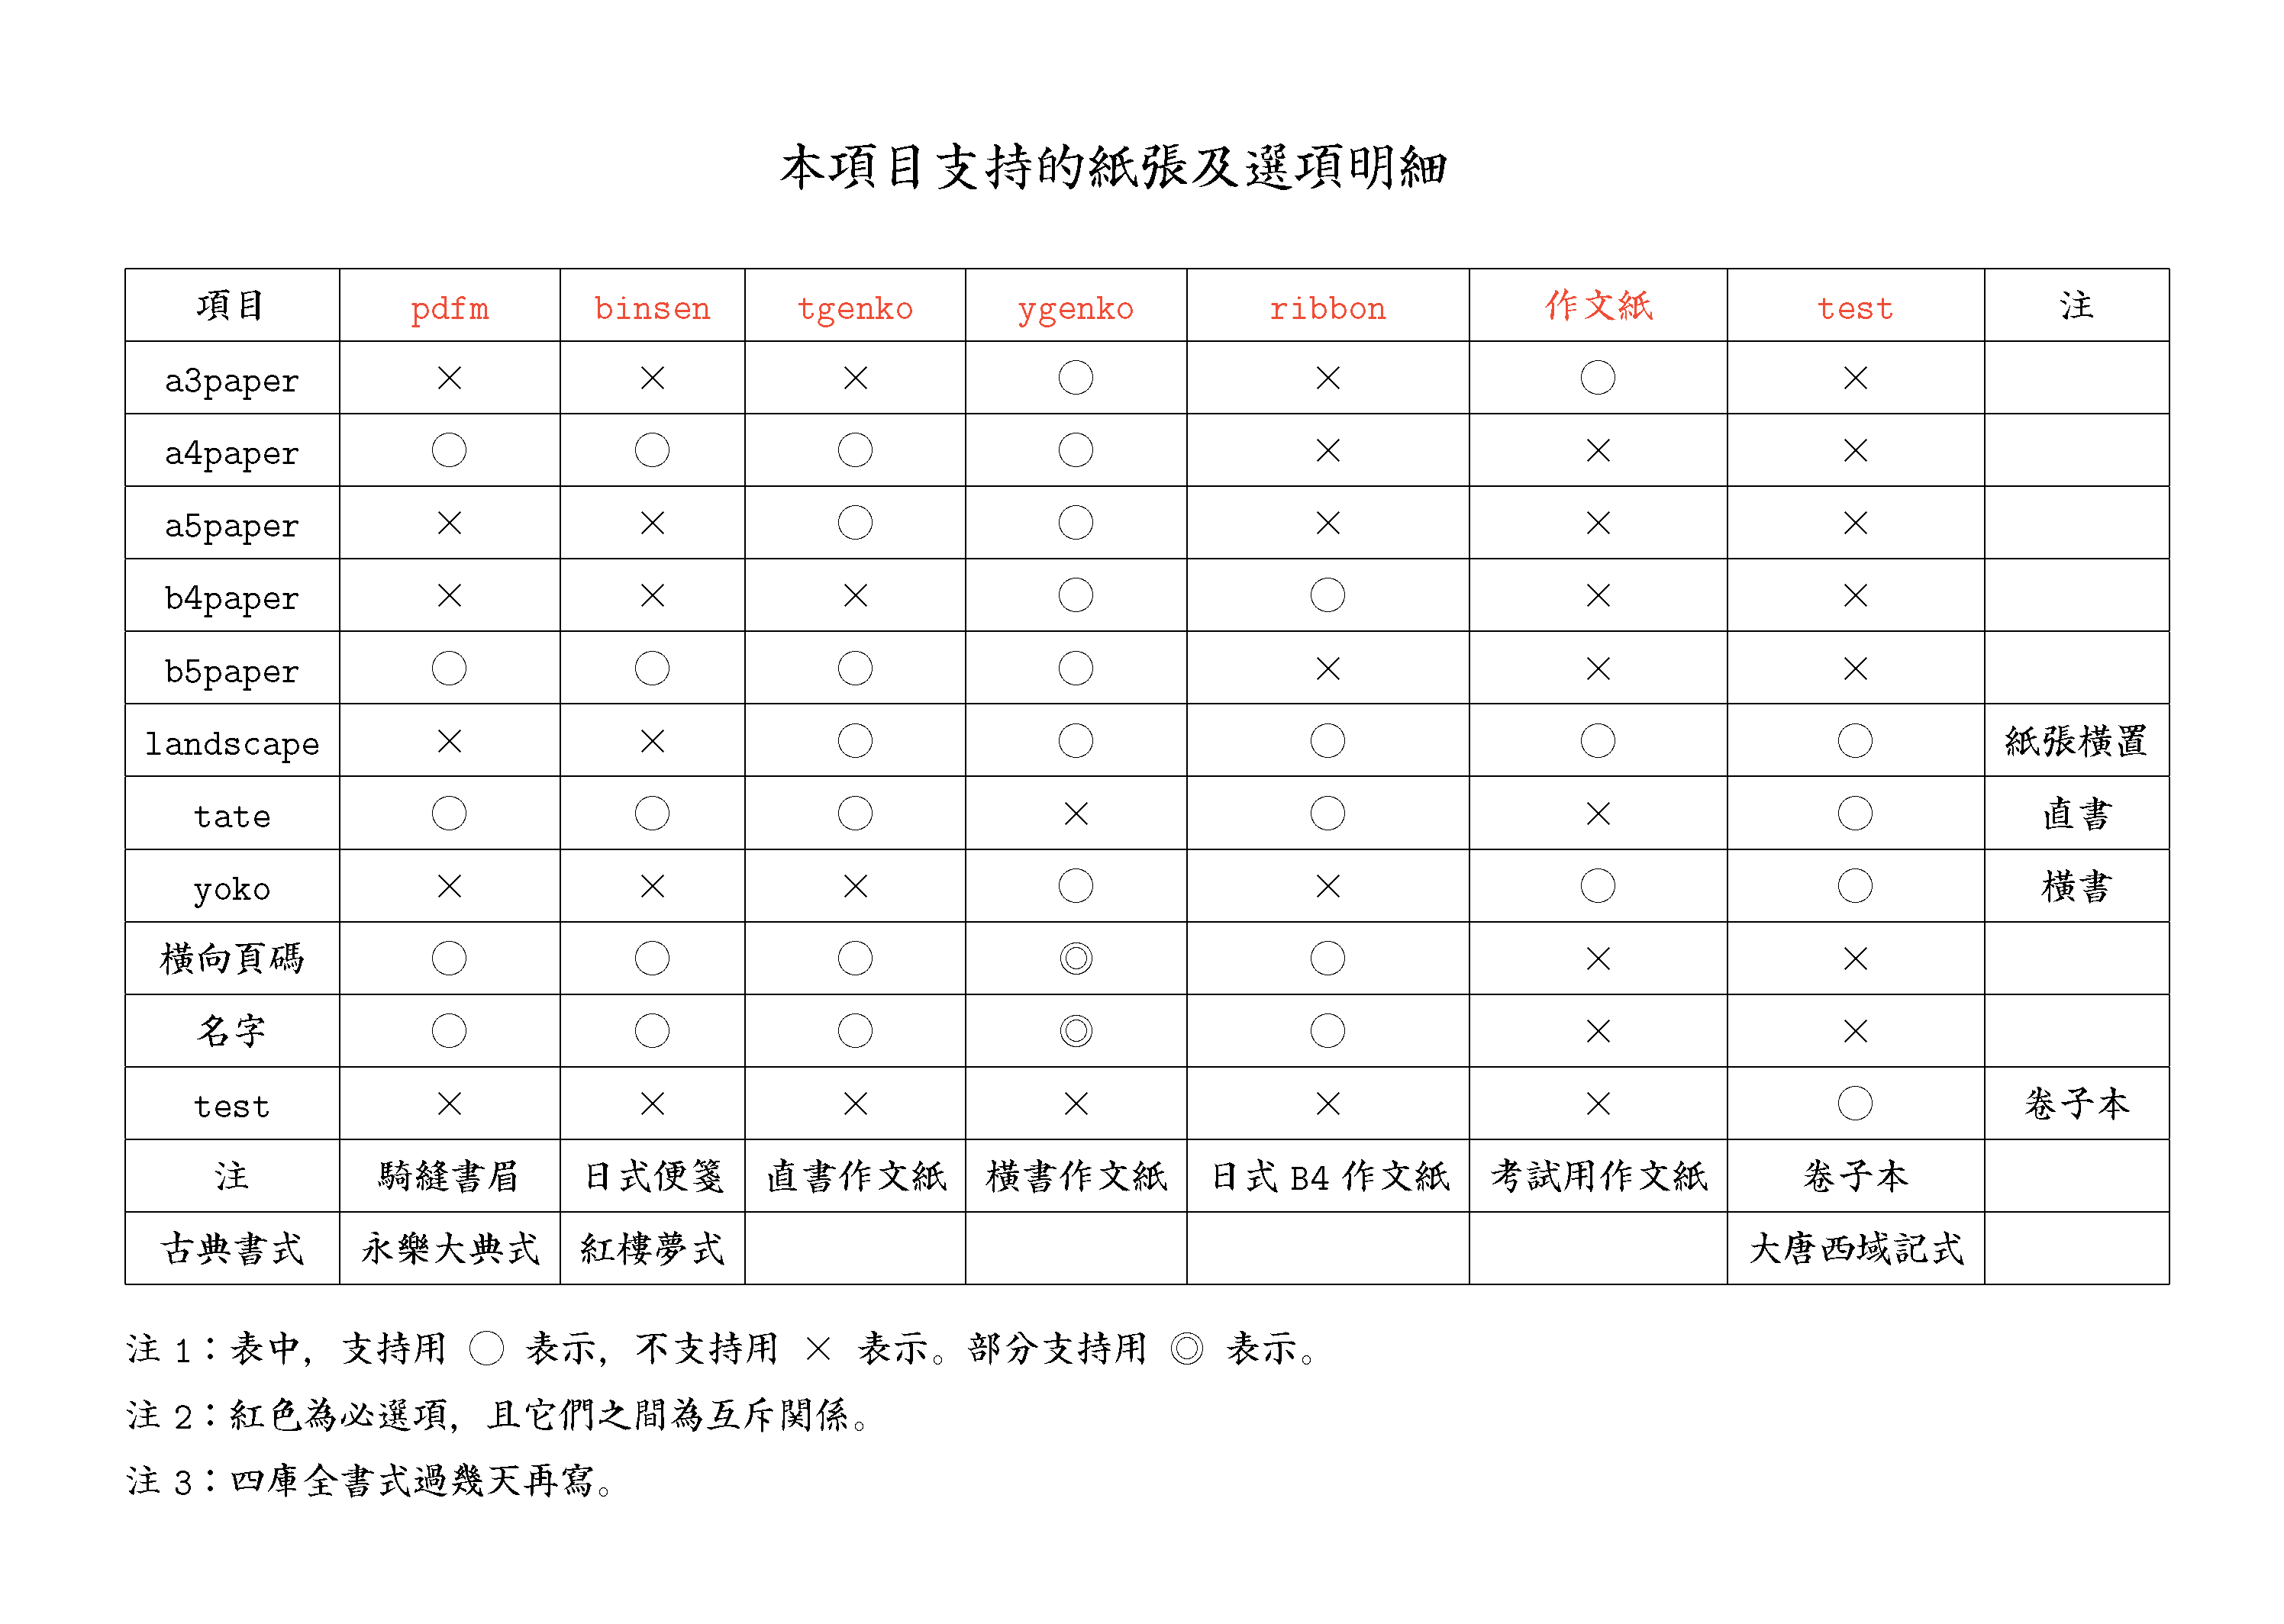 本項目支持的紙張及選項明細
項目 pdfm binsen tgenko ygenko ribbon 作文紙 test 注
a3paper × × × ○ × ○ ×
a4paper ○ ○ ○ ○ × × ×
a5paper × × ○ ○ × × ×
b4paper × × × ○ ○ × ×
b5paper ○ ○ ○ ○ × × ×
landscape × × ○ ○ ○ ○ ○ 紙張橫置
tate ○ ○ ○ × ○ × ○ 直書
yoko × × × ○ × ○ ○ 橫書
橫向頁碼 ○ ○ ○ ◎ ○ × ×
名字 ○ ○ ○ ◎ ○ × ×
test × × × × × × ○ 卷子本
注 騎縫書眉 日式便箋 直書作文紙 橫書作文紙 日式 B4 作文紙 考試用作文紙 卷子本
古典書式 永樂大典式 紅樓夢式 大唐西域記式
注 1：表中，支持用 ○ 表示，不支持用 × 表示。部分支持用 ◎ 表示。
注 2：紅色為必選項，且它們之間為互斥関係。
注 3：四庫全書式過幾天再寫。